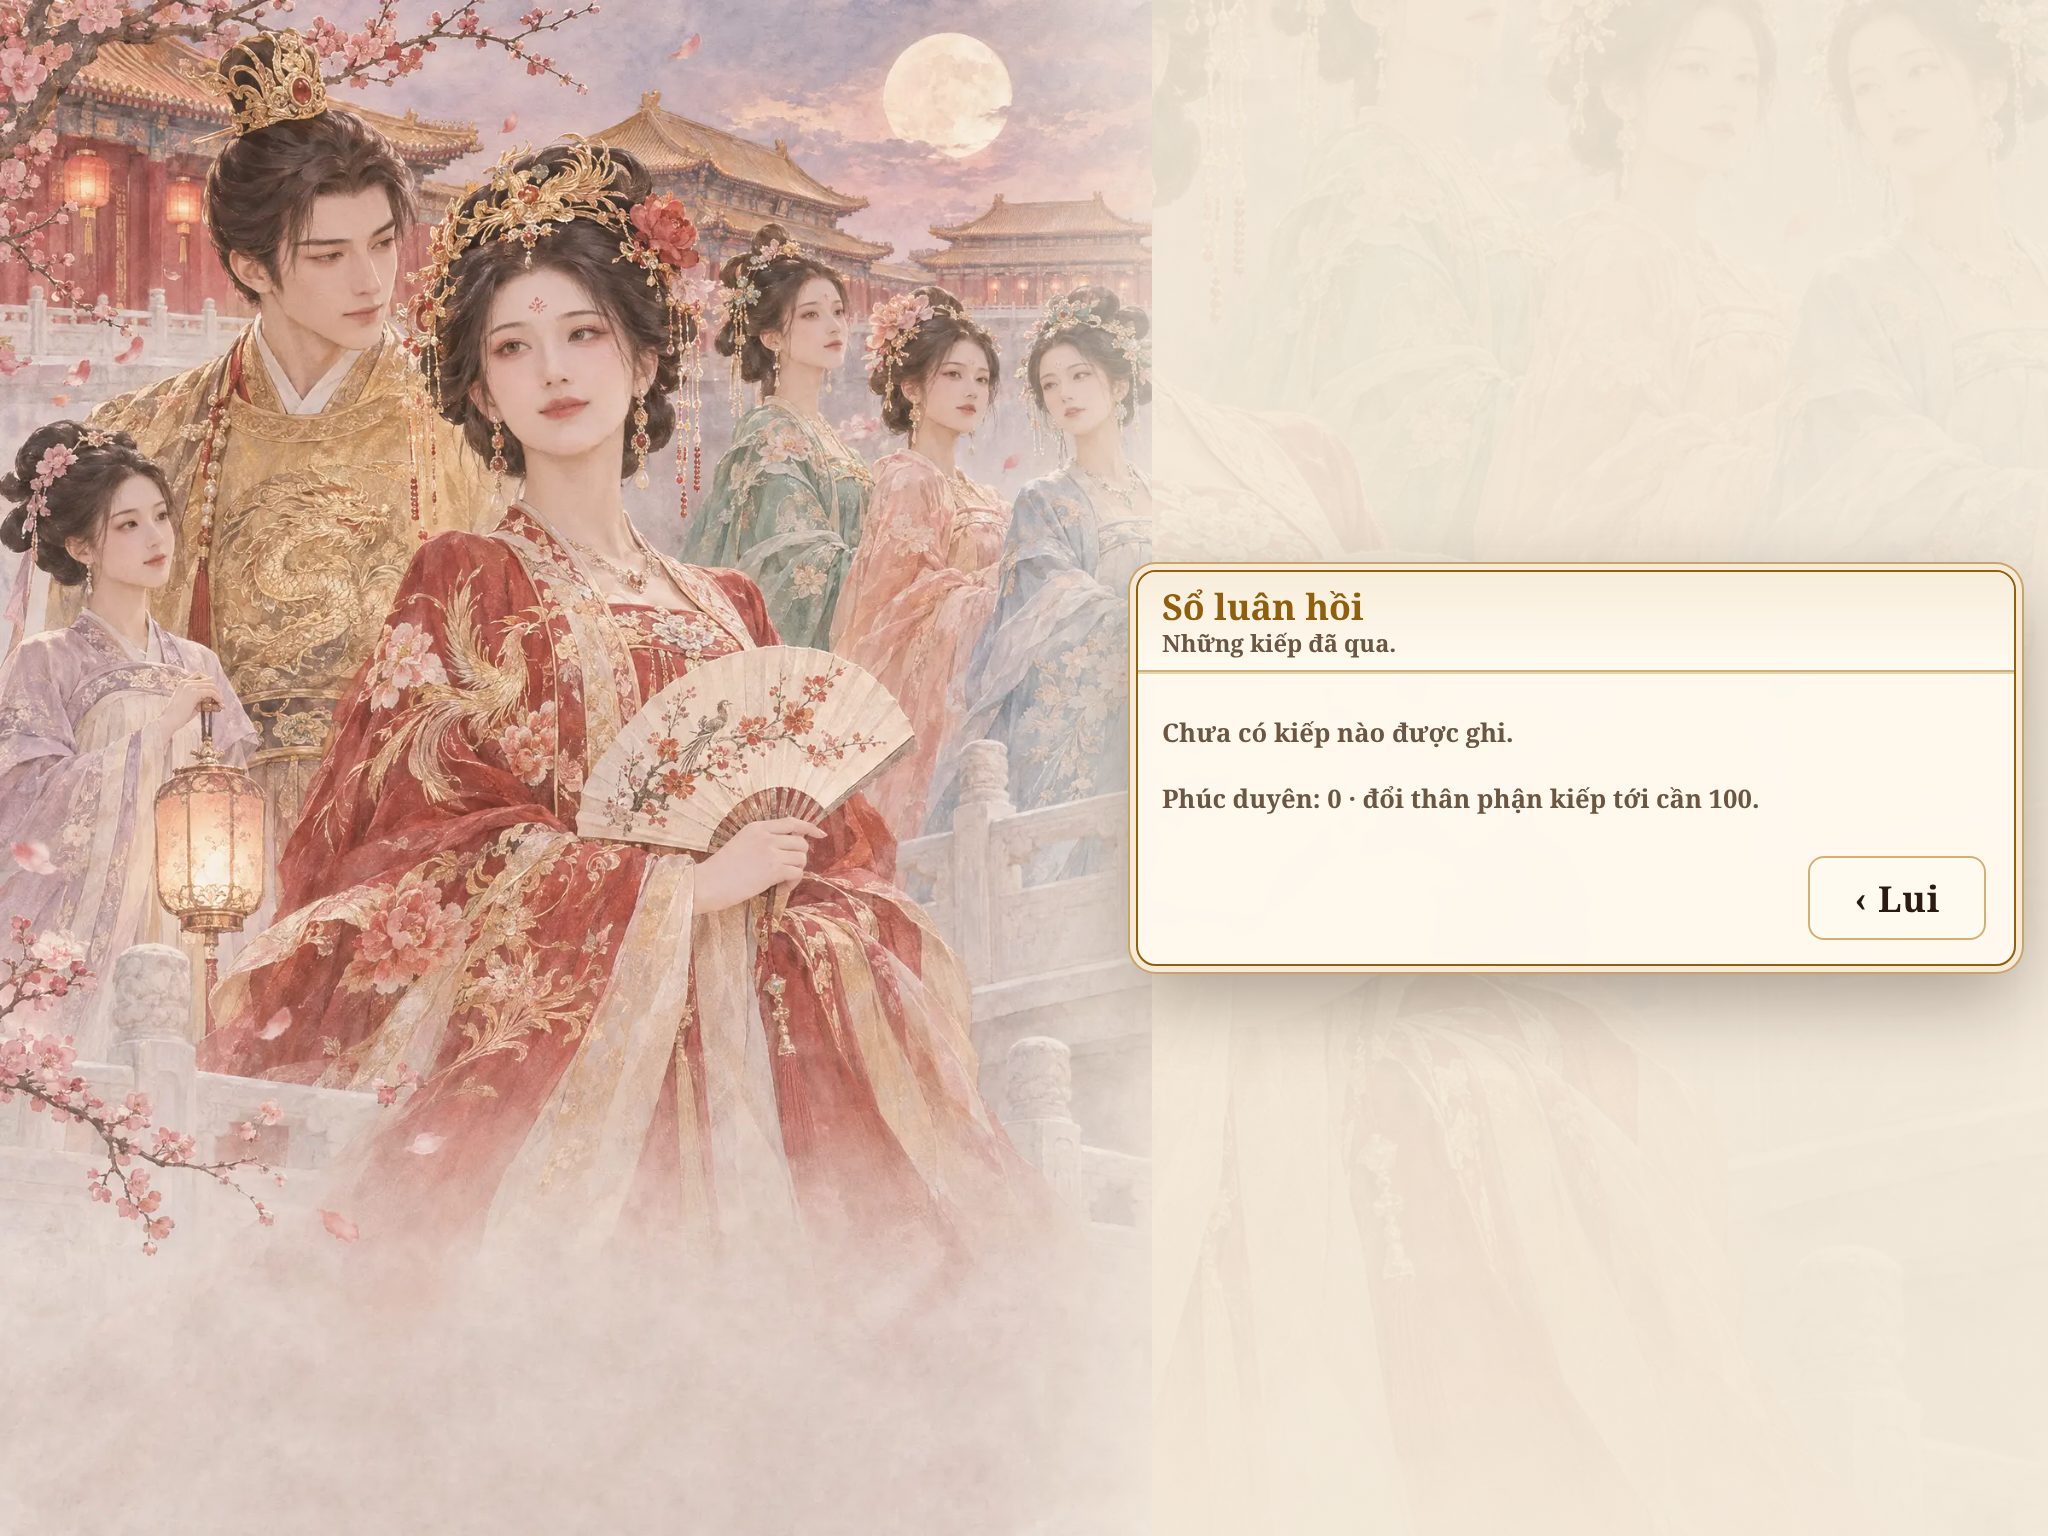 Sổ luân hồi
Những kiếp đã qua.
Chưa có kiếp nào được ghi.
Phúc duyên: 0 · đổi thân phận kiếp tới cần 100.
‹ Lui